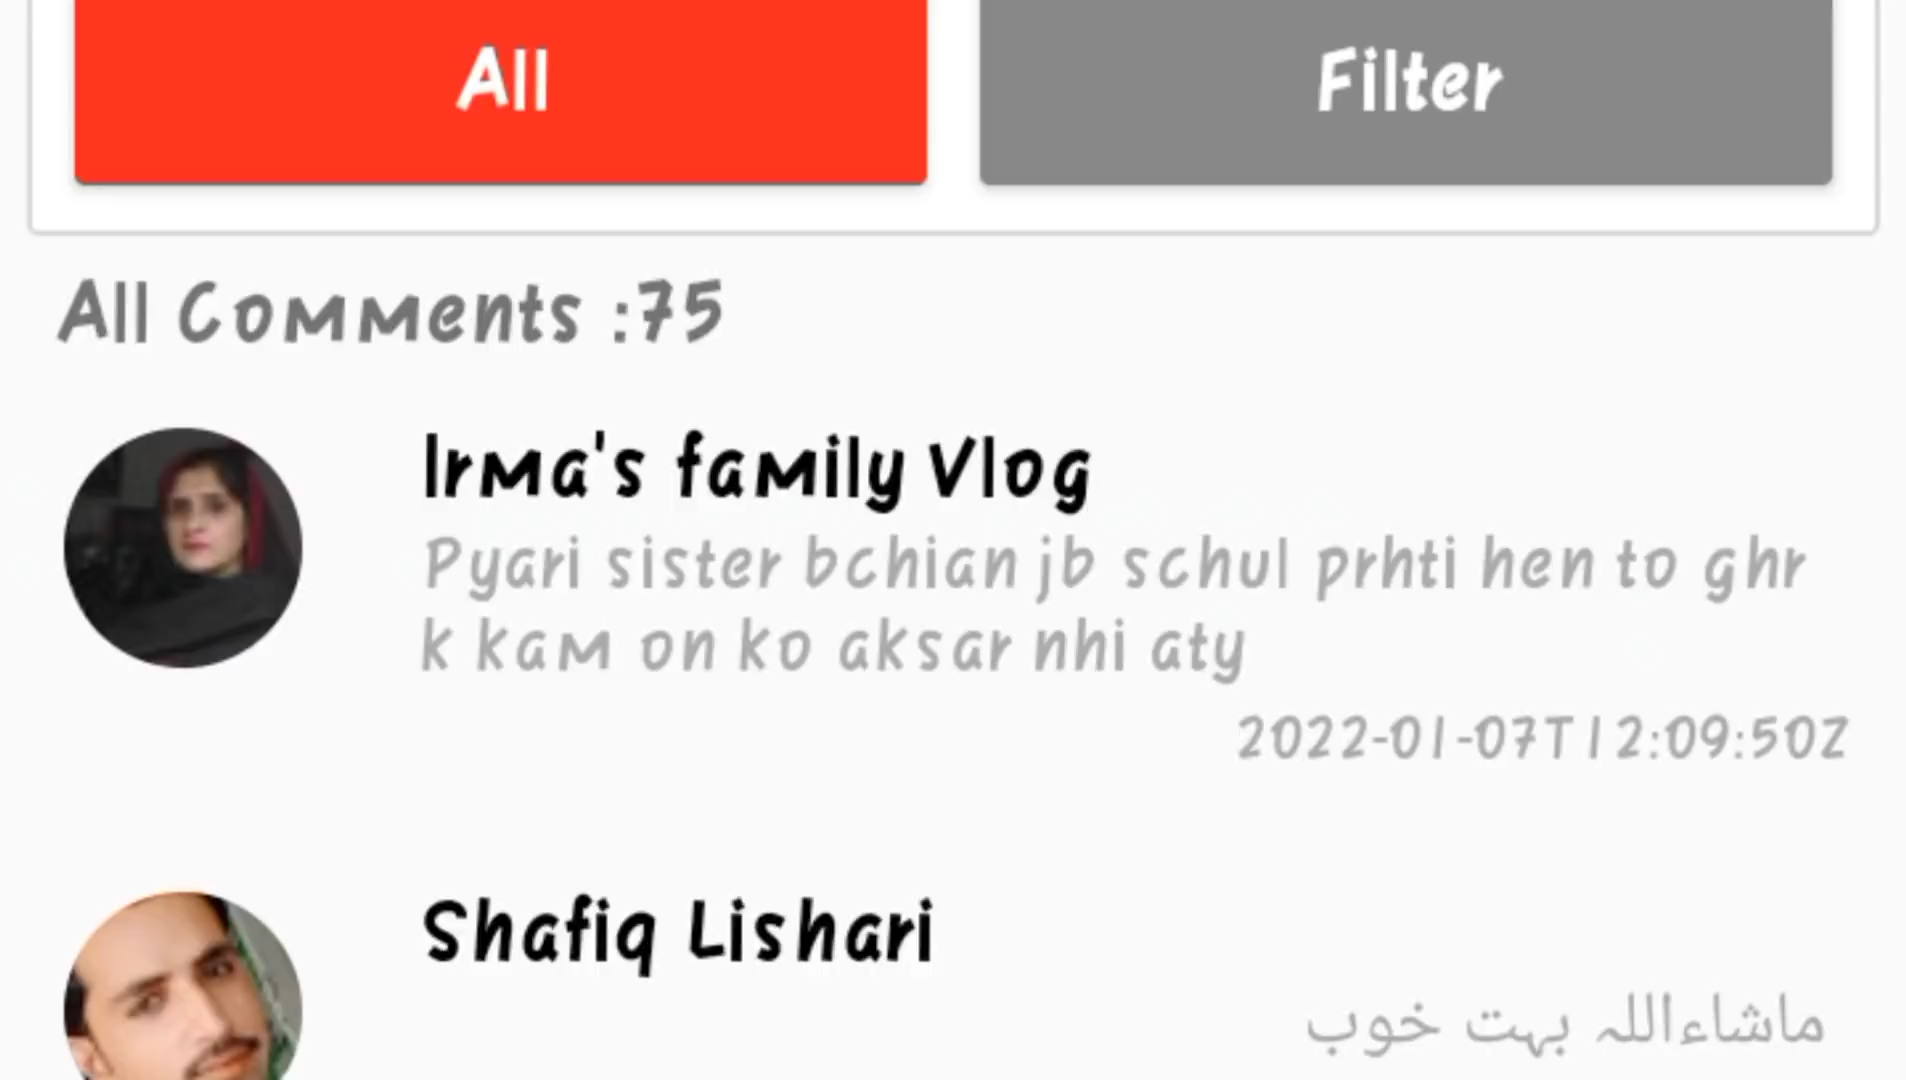 All
Filter
All Comments :75
Irma's family Vlog
Pyari sister bchian jb schul prhti hen to ghr
k kam on ko aksar nhi aty
2022-01-07T12:09:50Z
Shafiq Lishari
ماشاءاللہ بہت خوب